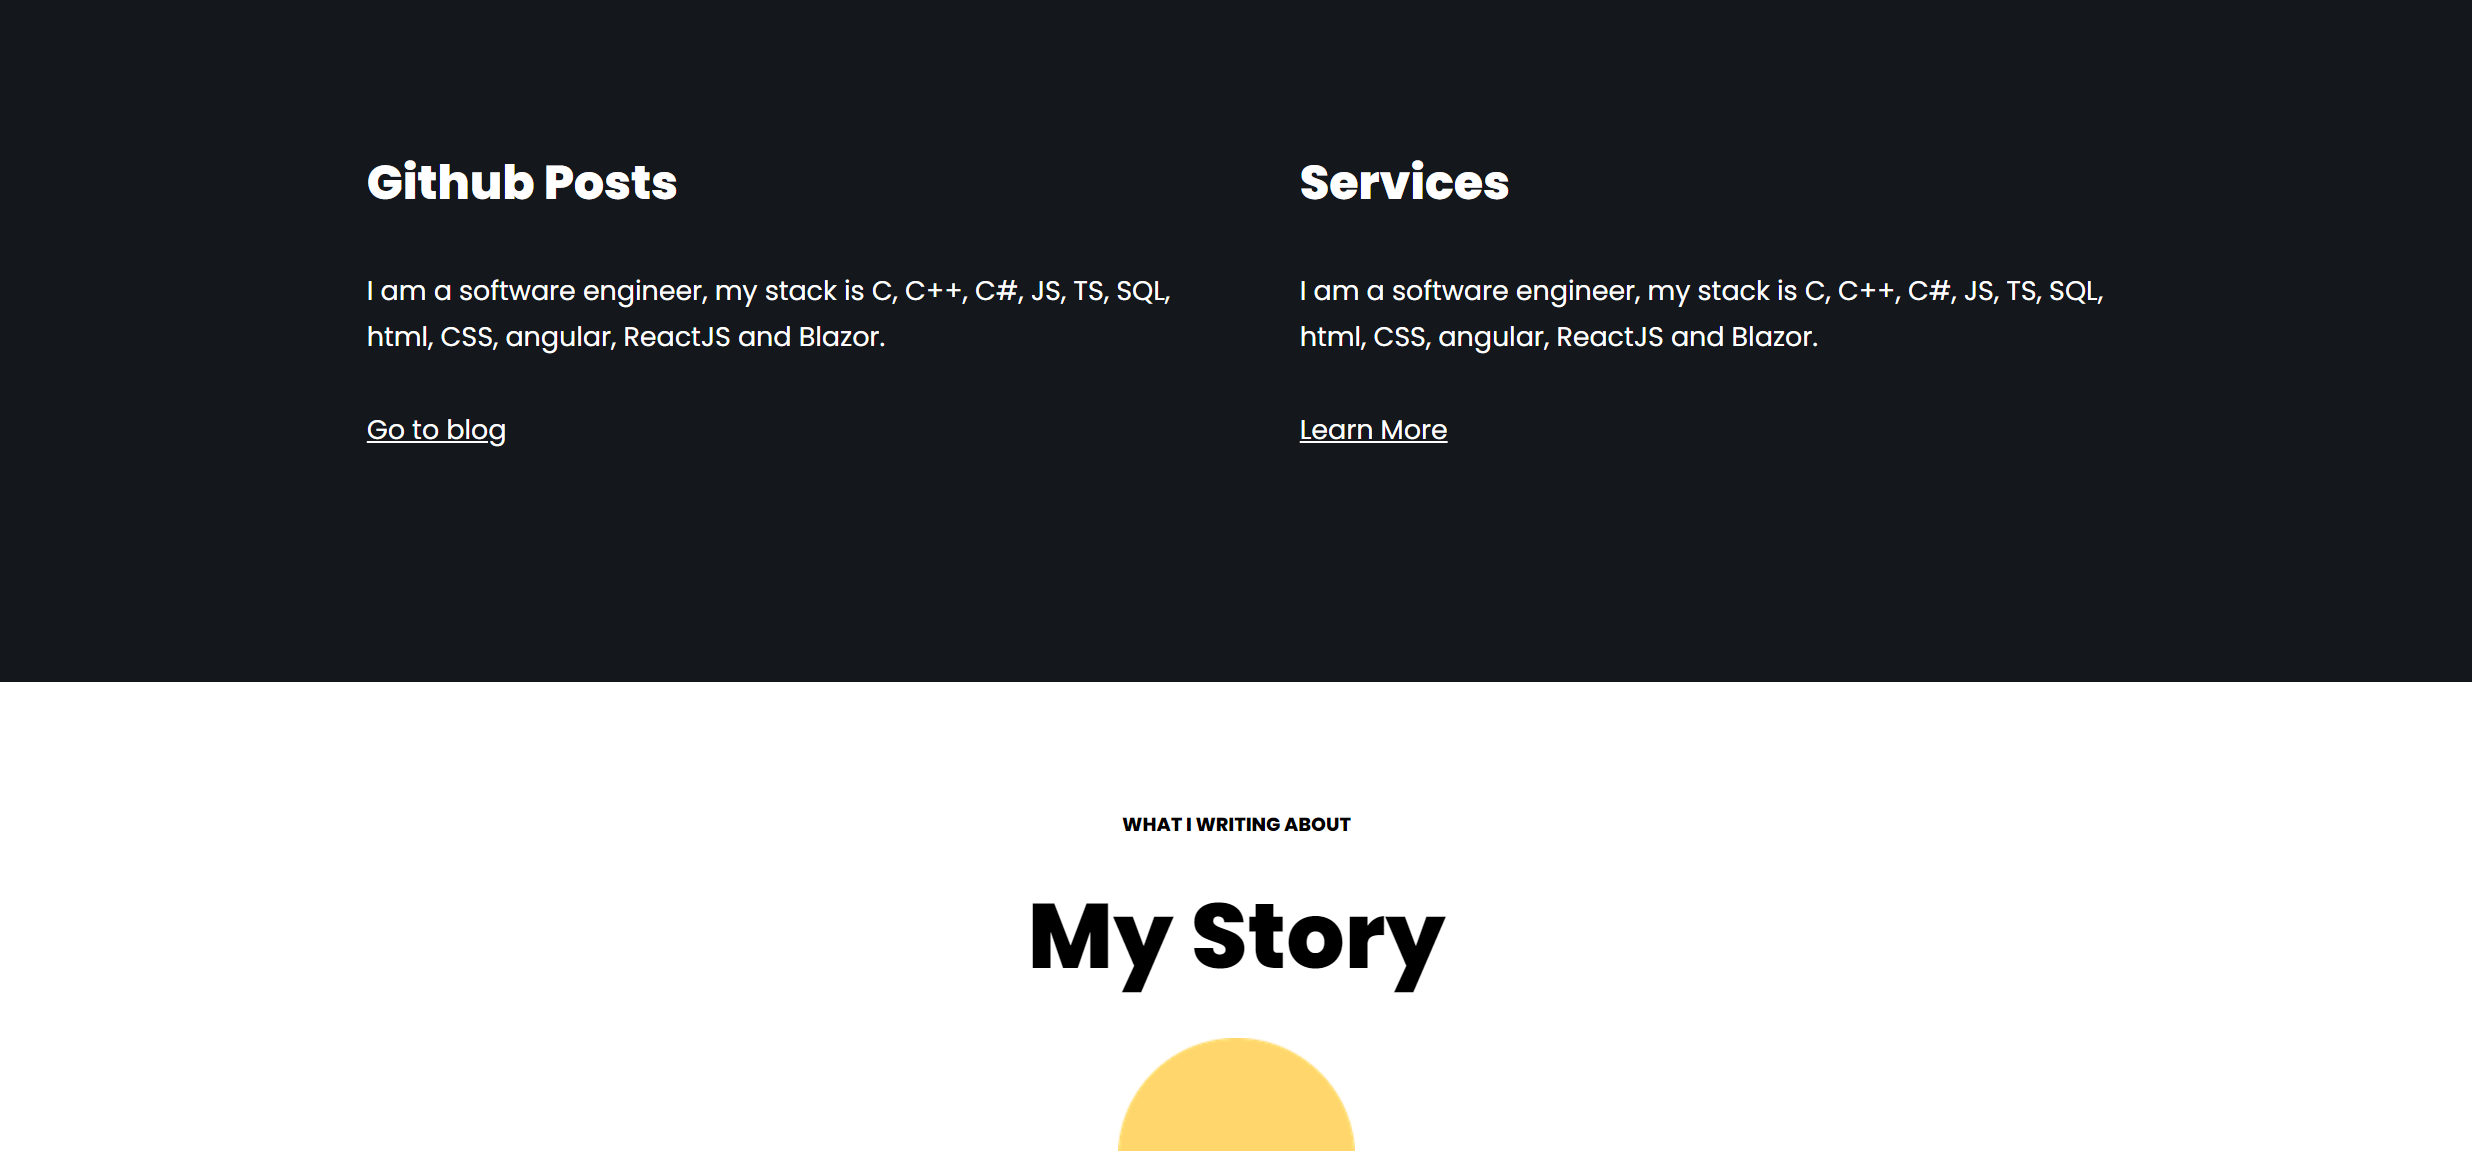 Github Posts
I am a software engineer, my stack is C, C++, C#, JS, TS, SQL,
html, CSS, angular, ReactJS and Blazor.
Go to blog
Services
I am a software engineer, my stack is C, C++, C#, JS, TS, SQL,
html, CSS, angular, ReactJS and Blazor.
Learn More
WHAT I WRITING ABOUT
My Story